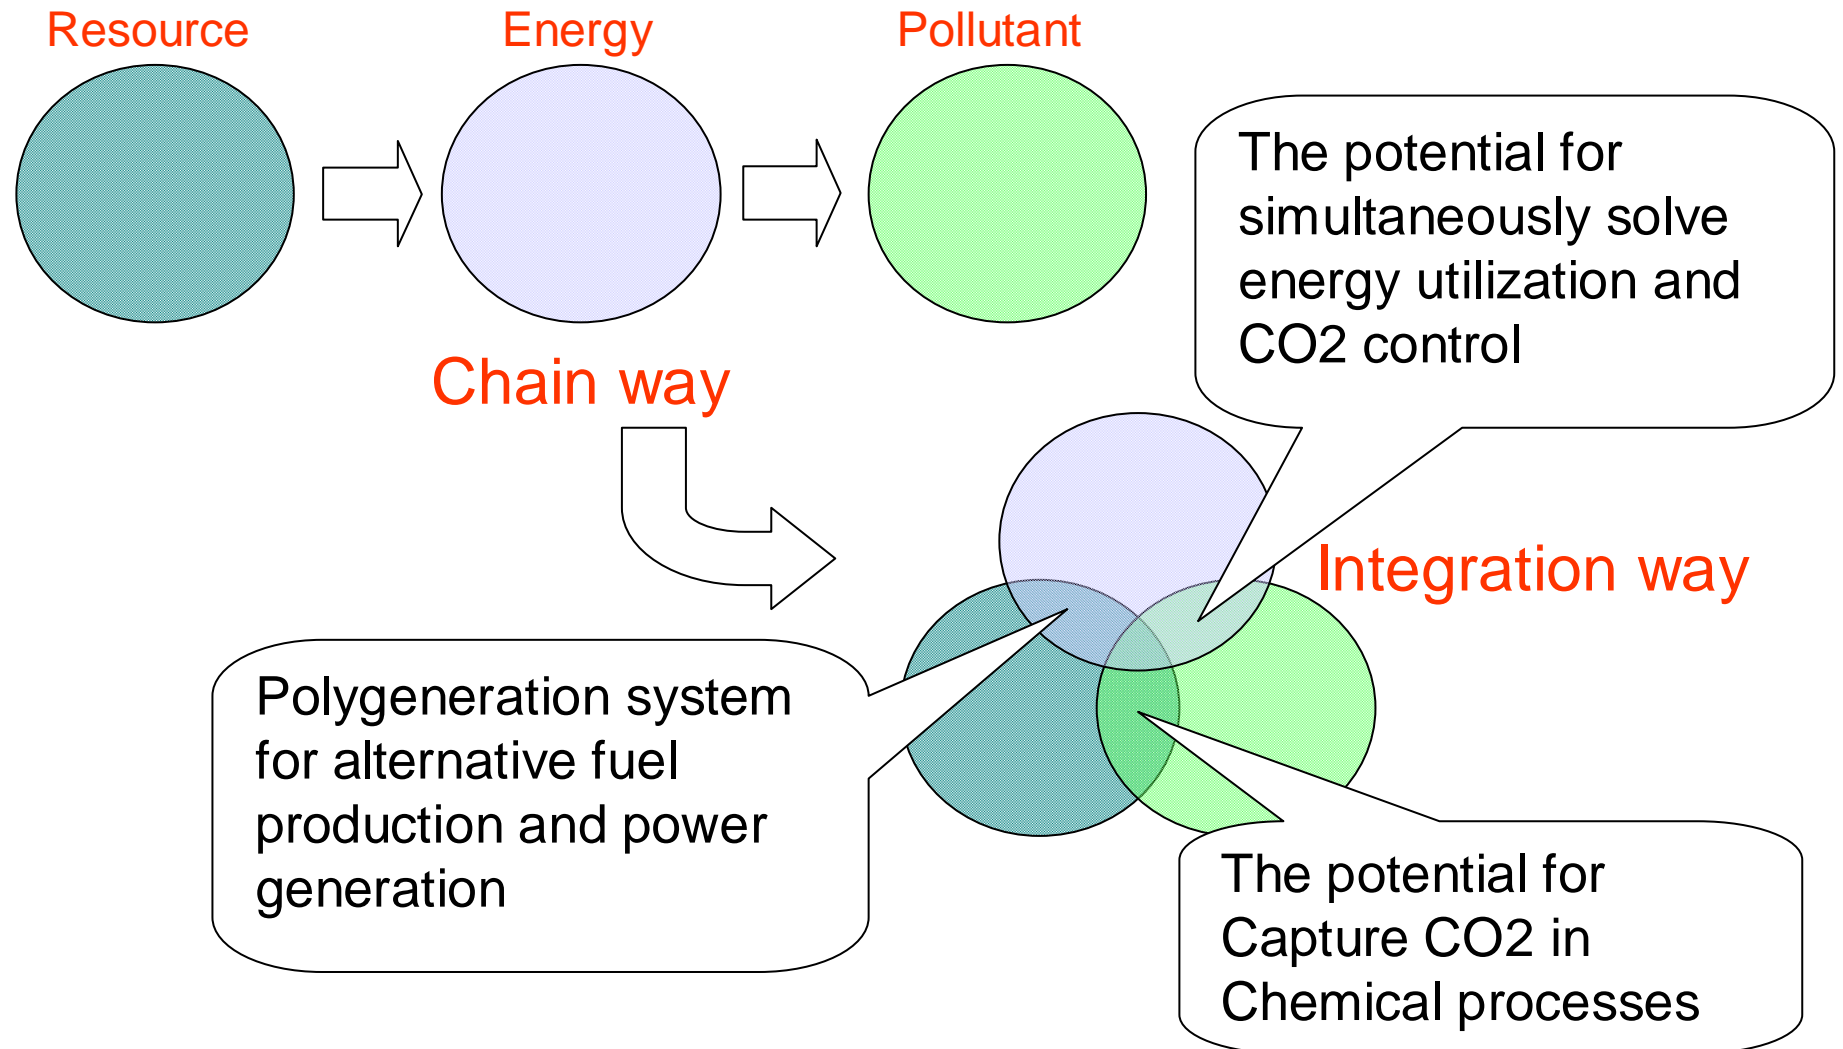 Resource
Energy
Pollutant
The potential for
simultaneously solve
energy utilization and
CO2 control
Chain way
Integration way
Polygeneration system
for alternative fuel
production and power
generation
The potential for
Capture CO2 in
Chemical processes